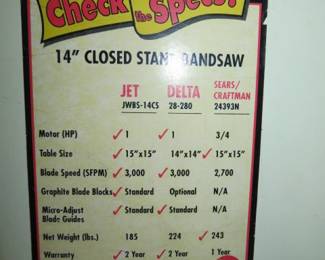 Check the Specs!
14" CLOSED STAND BANDSAW
JET DELTA SEARS/
CRAFTMAN
JWBS-14CS 28-280 24393N
Motor (HP) 1 1 3/4
Table Size 15"x15" 14"x14" 15"x15"
Blade Speed (SFPM) 3,000 3,000 2,700
Graphite Blade Blocks Standard Optional N/A
Micro-Adjust
Blade Guides Standard Standard N/A
Net Weight (lbs.) 185 224 243
Warranty 2 Year 2 Year 1 Year